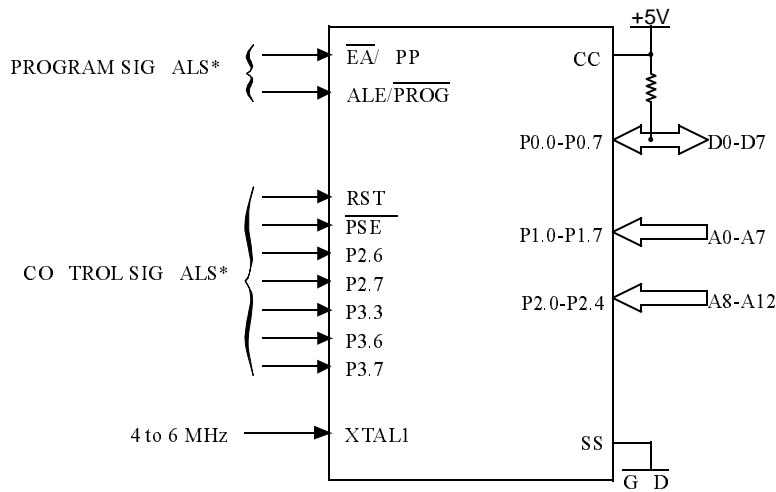 +5V
PROGRAM SIG ALS*
EA/ PP
ALE/PROG
CC
P0.0-P0.7
D0-D7
CO TROL SIG ALS*
RST
PSE
P2.6
P2.7
P3.3
P3.6
P3.7
P1.0-P1.7
A0-A7
P2.0-P2.4
A8-A12
4 to 6 MHz
XTAL1
SS
G D